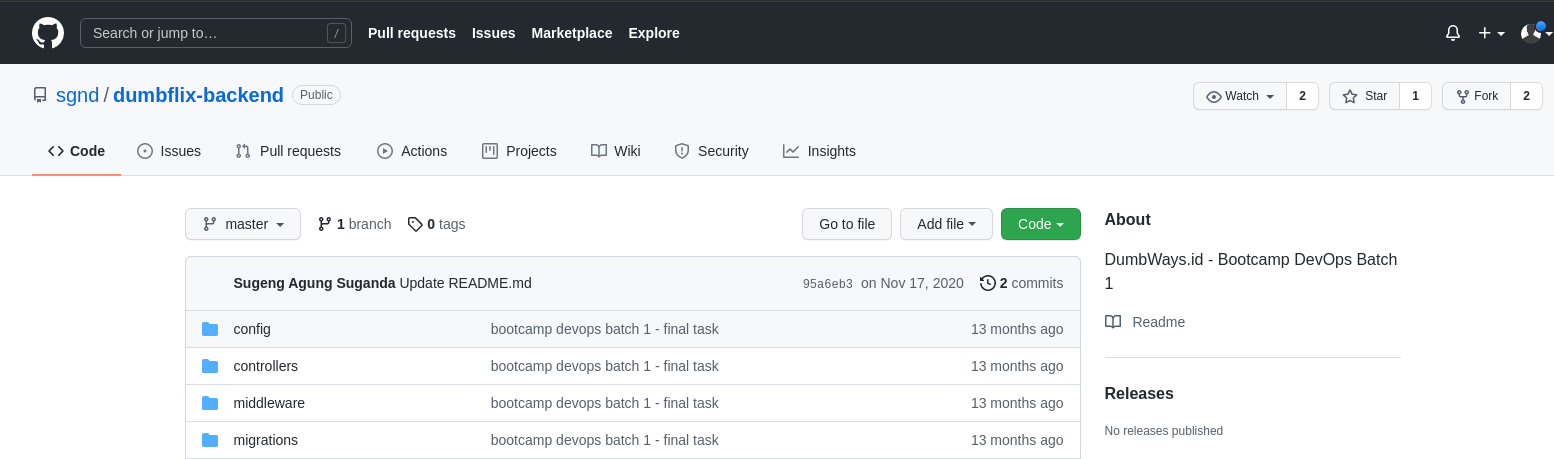 Search or jump to… / Pull requests Issues Marketplace Explore
sgnd / dumbflix-backend Public Watch 2 Star 1 Fork 2
Code Issues Pull requests Actions Projects Wiki Security Insights
master 1 branch 0 tags Go to file Add file Code
About
DumbWays.id - Bootcamp DevOps Batch
1
Readme
Releases
No releases published
Sugeng Agung Suganda Update README.md 95a6eb3 on Nov 17, 2020 2 commits
config bootcamp devops batch 1 - final task 13 months ago
controllers bootcamp devops batch 1 - final task 13 months ago
middleware bootcamp devops batch 1 - final task 13 months ago
migrations bootcamp devops batch 1 - final task 13 months ago